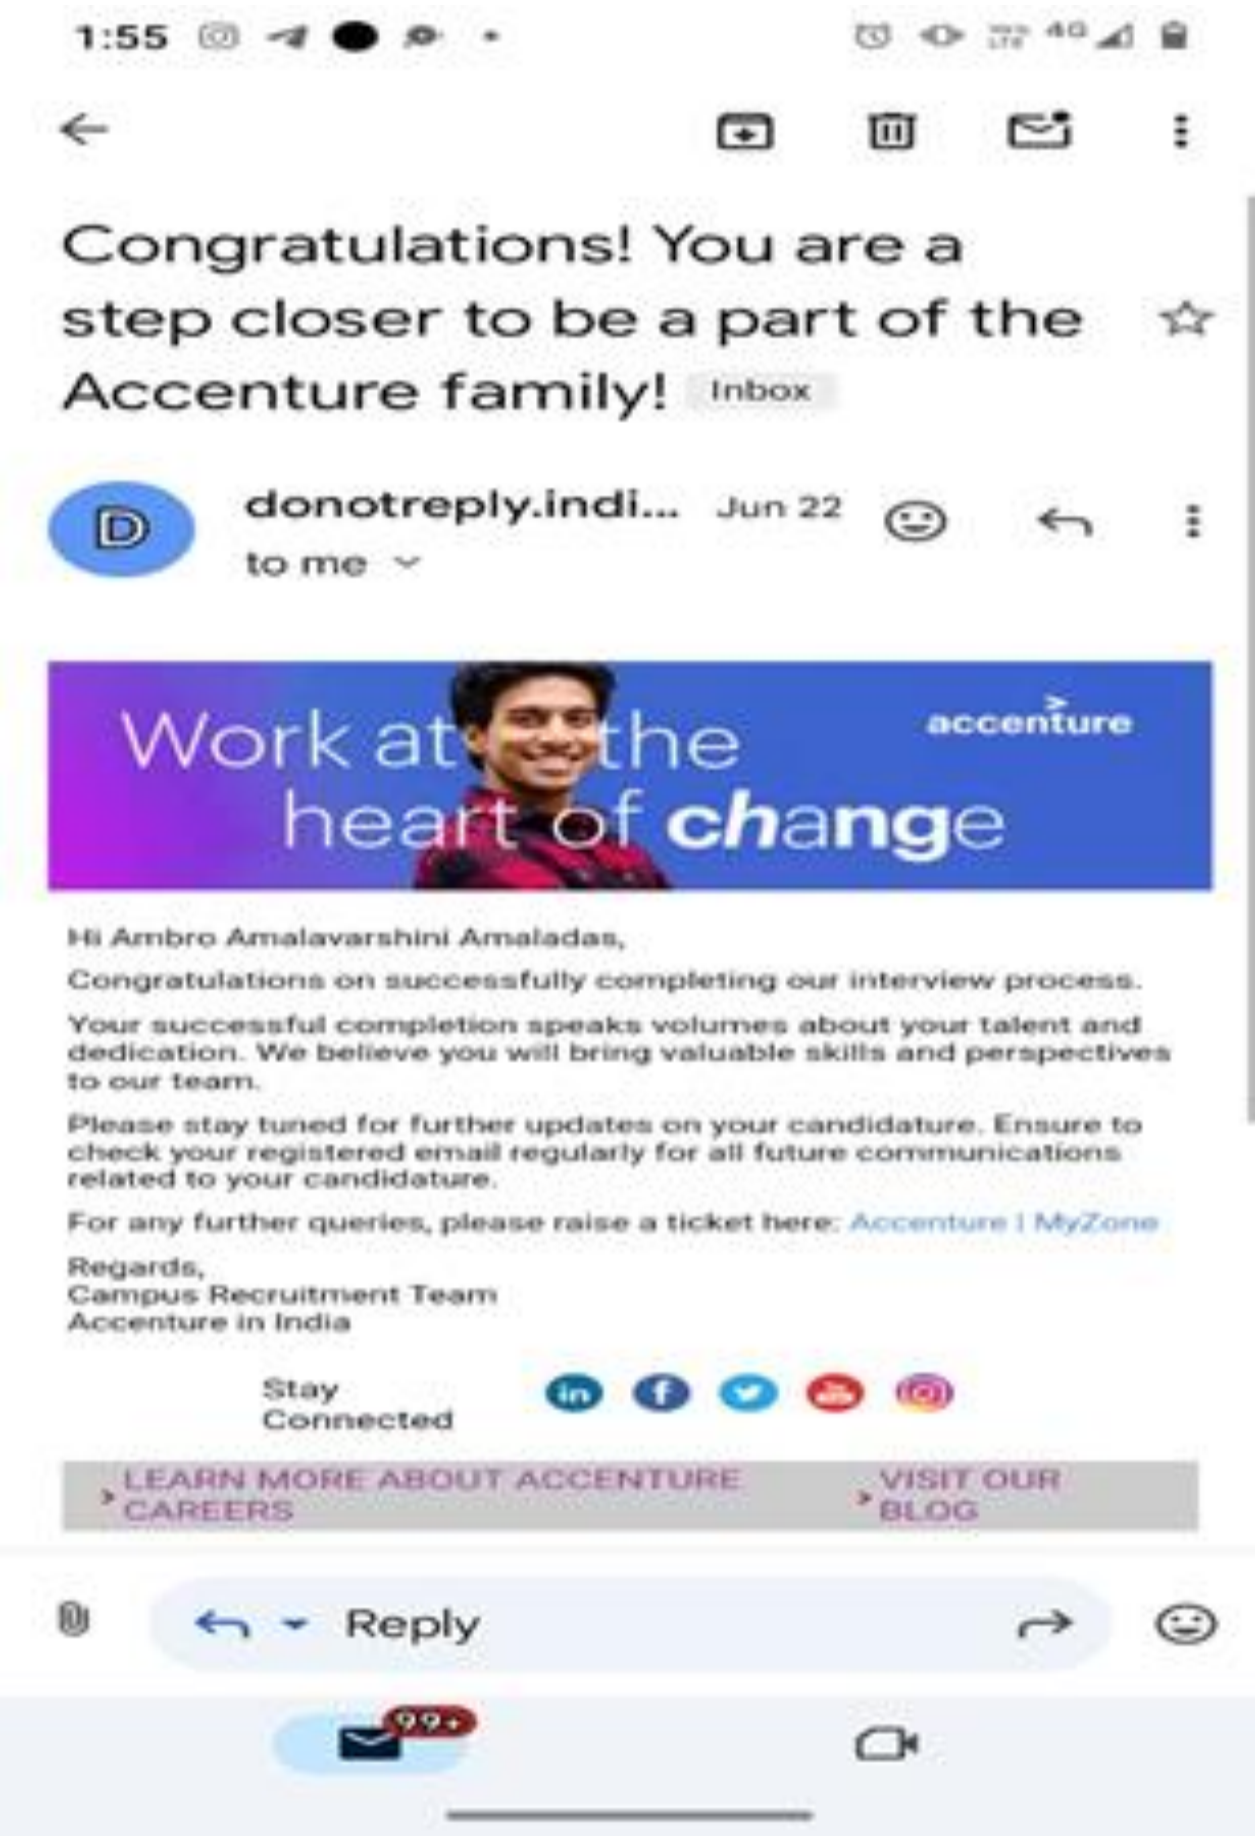 1:55
4G
Congratulations! You are a
step closer to be a part of the
Accenture family! Inbox
D
donotreply.indi... Jun 22
to me
Work at the
accenture
heart of change
Hi Ambro Amalavarshini Amaladas,
Congratulations on successfully completing our interview process.
Your successful completion speaks volumes about your talent and
dedication. We believe you will bring valuable skills and perspectives
to our team.
Please stay tuned for further updates on your candidature. Ensure to
check your registered email regularly for all future communications
related to your candidature.
For any further queries, please raise a ticket here: Accenture | MyZone
Regards,
Campus Recruitment Team
Accenture in India
Stay
Connected
LEARN MORE ABOUT ACCENTURE
CAREERS
VISIT OUR
BLOG
Reply
99+